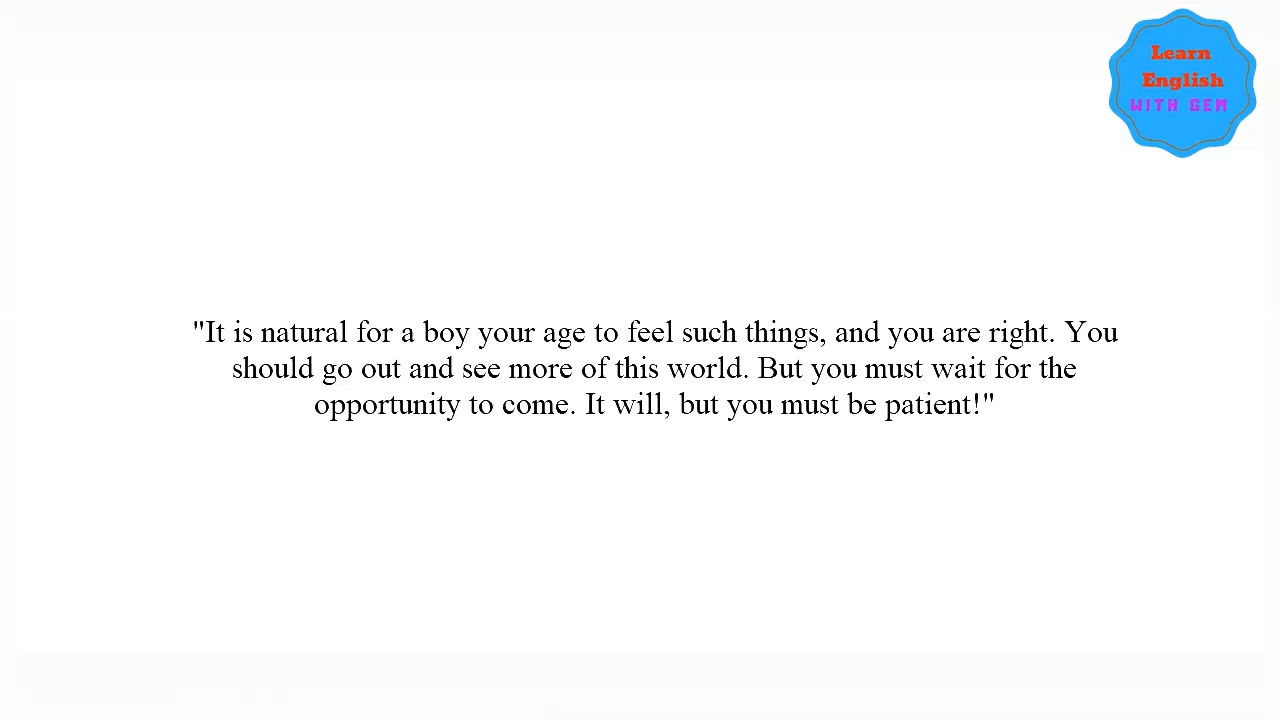 Learn
English
WITH GEM
"It is natural for a boy your age to feel such things, and you are right. You
should go out and see more of this world. But you must wait for the
opportunity to come. It will, but you must be patient!"